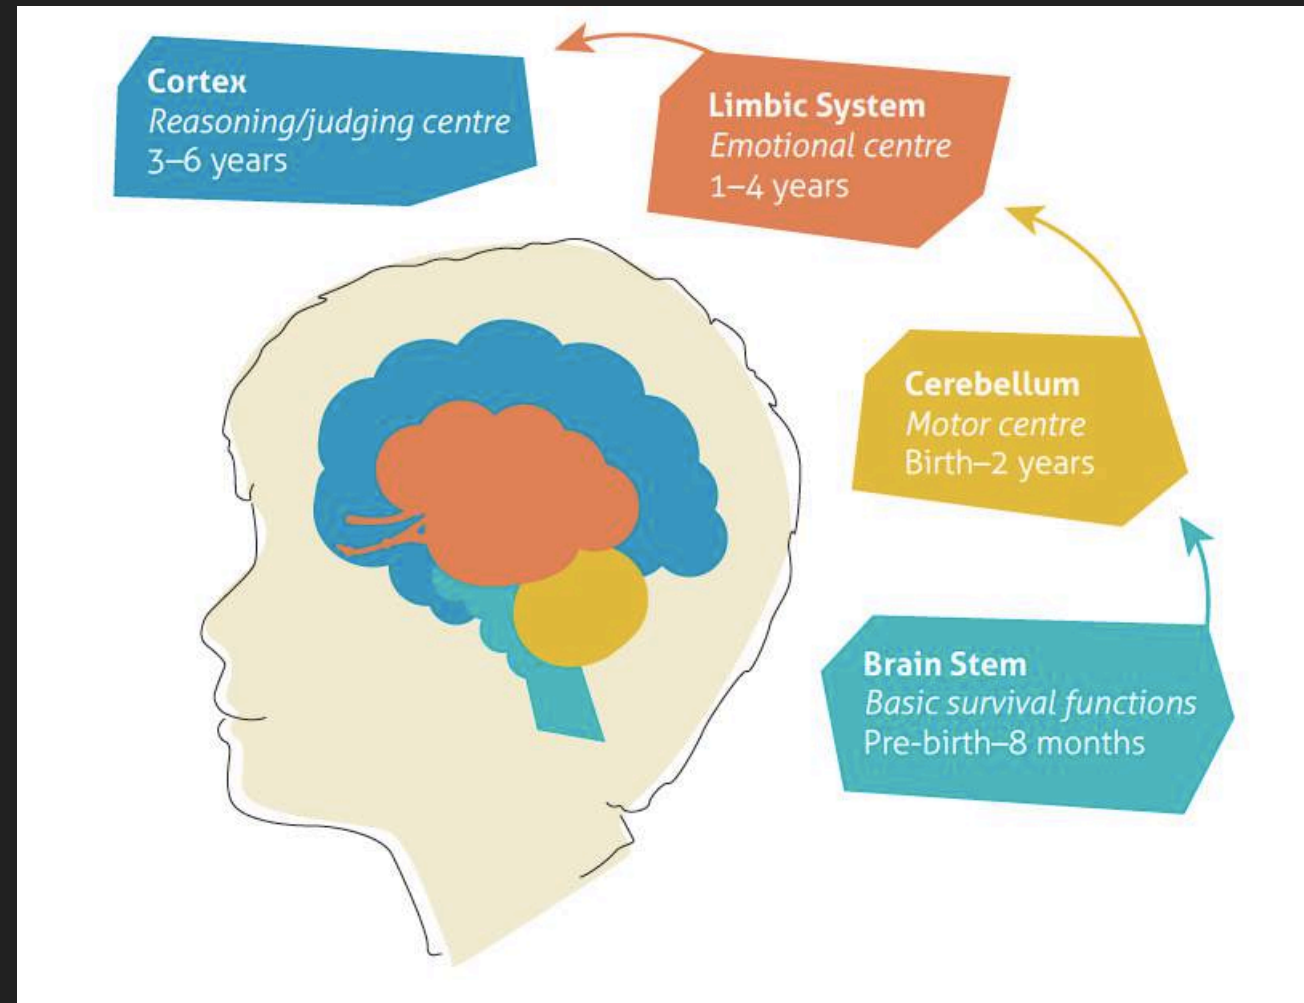 Cortex
Reasoning/judging centre
3–6 years
Limbic System
Emotional centre
1–4 years
Cerebellum
Motor centre
Birth–2 years
Brain Stem
Basic survival functions
Pre-birth–8 months